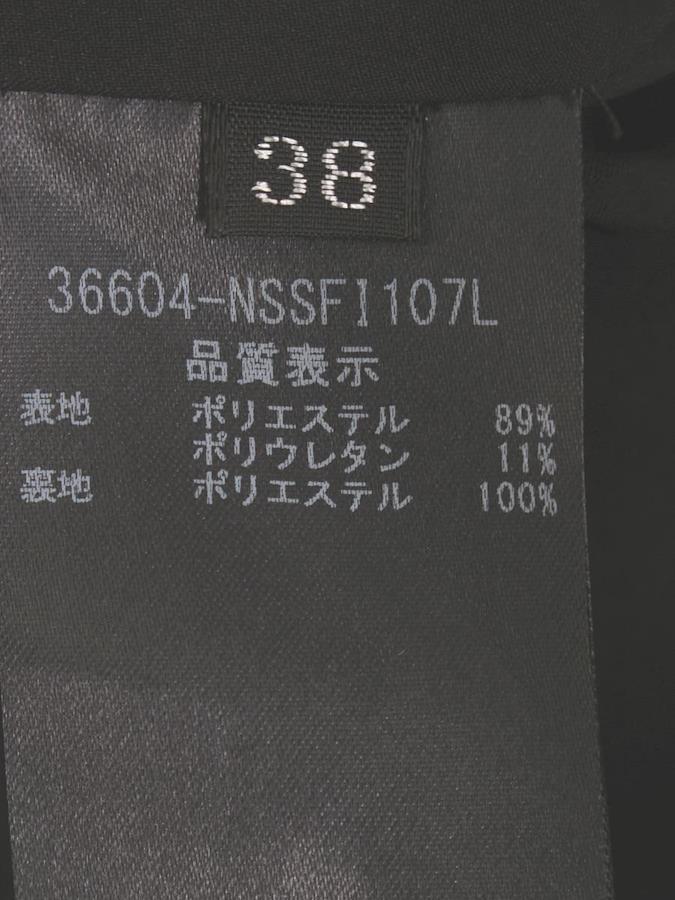 38
36604-NSSFI107L
品質表示
表地 ポリエステル 89%
ポリウレタン 11%
裏地 ポリエステル 100%